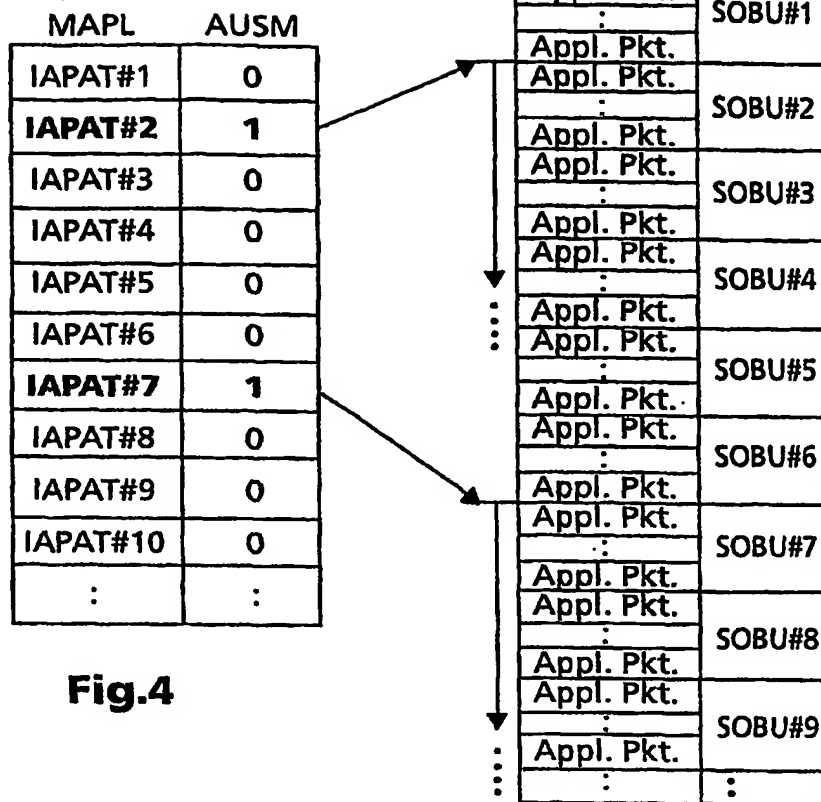 MAPL AUSM
IAPAT#1 0
IAPAT#2 1
IAPAT#3 0
IAPAT#4 0
IAPAT#5 0
IAPAT#6 0
IAPAT#7 1
IAPAT#8 0
IAPAT#9 0
IAPAT#10 0
: :
Fig.4
:
SOBU#1
Appl. Pkt.
Appl. Pkt.
:
SOBU#2
Appl. Pkt.
Appl. Pkt.
:
SOBU#3
Appl. Pkt.
Appl. Pkt.
:
SOBU#4
Appl. Pkt.
Appl. Pkt.
:
SOBU#5
Appl. Pkt.
Appl. Pkt.
:
SOBU#6
Appl. Pkt.
Appl. Pkt.
:
SOBU#7
Appl. Pkt.
Appl. Pkt.
:
SOBU#8
Appl. Pkt.
Appl. Pkt.
:
SOBU#9
Appl. Pkt.
: :